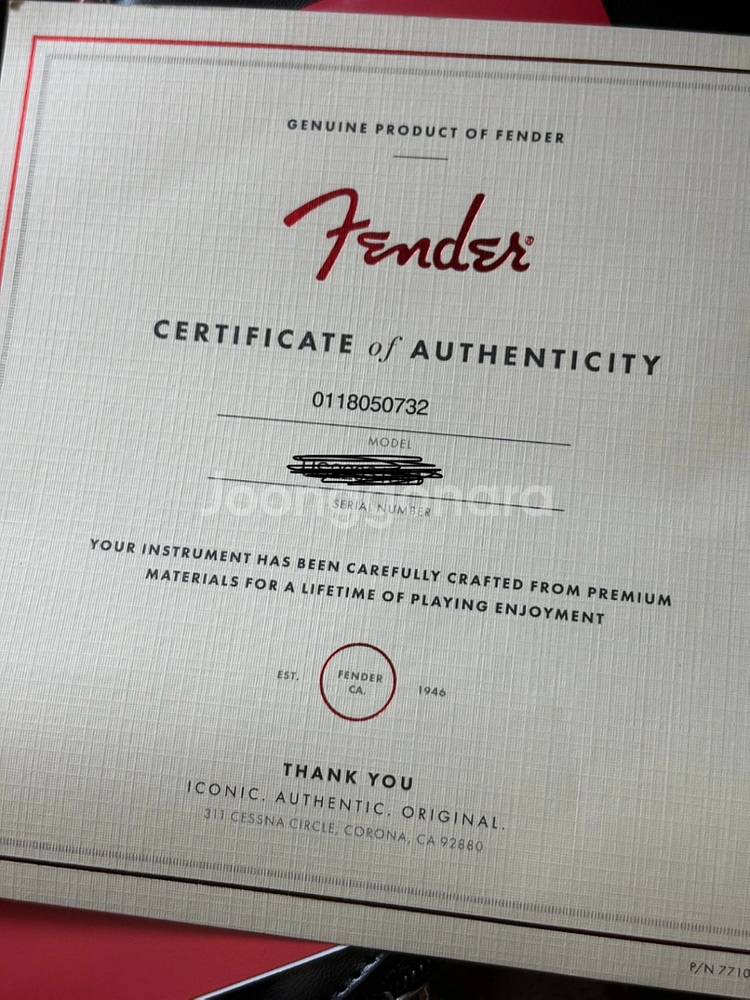 GENUINE PRODUCT OF FENDER
Fender®
CERTIFICATE of AUTHENTICITY
0118050732
MODEL
SERIAL NUMBER
Joonggonara
YOUR INSTRUMENT HAS BEEN CAREFULLY CRAFTED FROM PREMIUM
MATERIALS FOR A LIFETIME OF PLAYING ENJOYMENT
EST. FENDER CA. 1946
THANK YOU
ICONIC. AUTHENTIC. ORIGINAL.
311 CESSNA CIRCLE, CORONA, CA 92880
P/N 7710